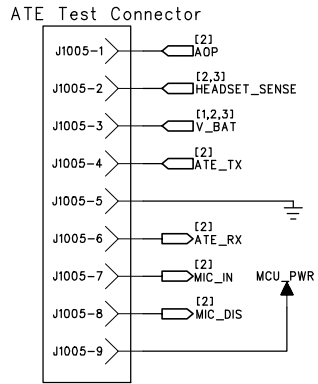 ATE Test Connector
J1005-1
[2]
AOP
J1005-2
[2,3]
HEADSET_SENSE
J1005-3
[1,2,3]
V_BAT
J1005-4
[2]
ATE_TX
J1005-5
J1005-6
[2]
ATE_RX
J1005-7
[2]
MIC_IN
MCU_PWR
J1005-8
[2]
MIC_DIS
J1005-9